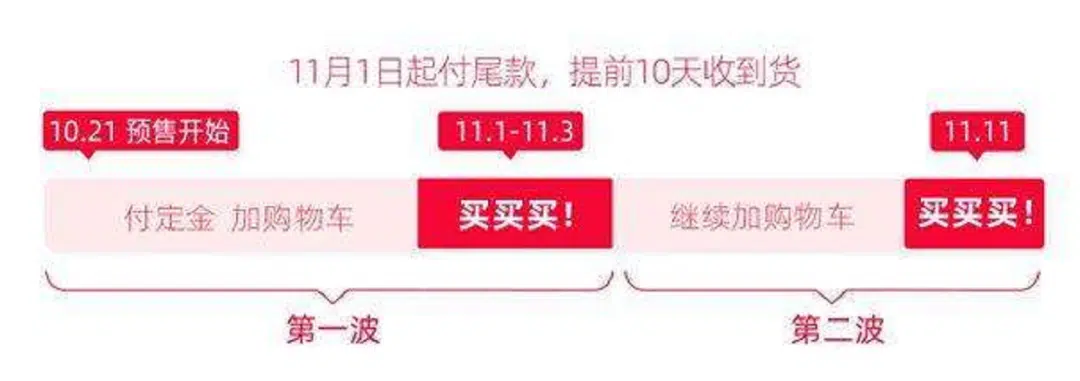 11月1日起付尾款，提前10天收到货
10.21 预售开始
11.1-11.3
11.11
付定金 加购物车
买买买！
继续加购物车
买买买！
第一波
第二波